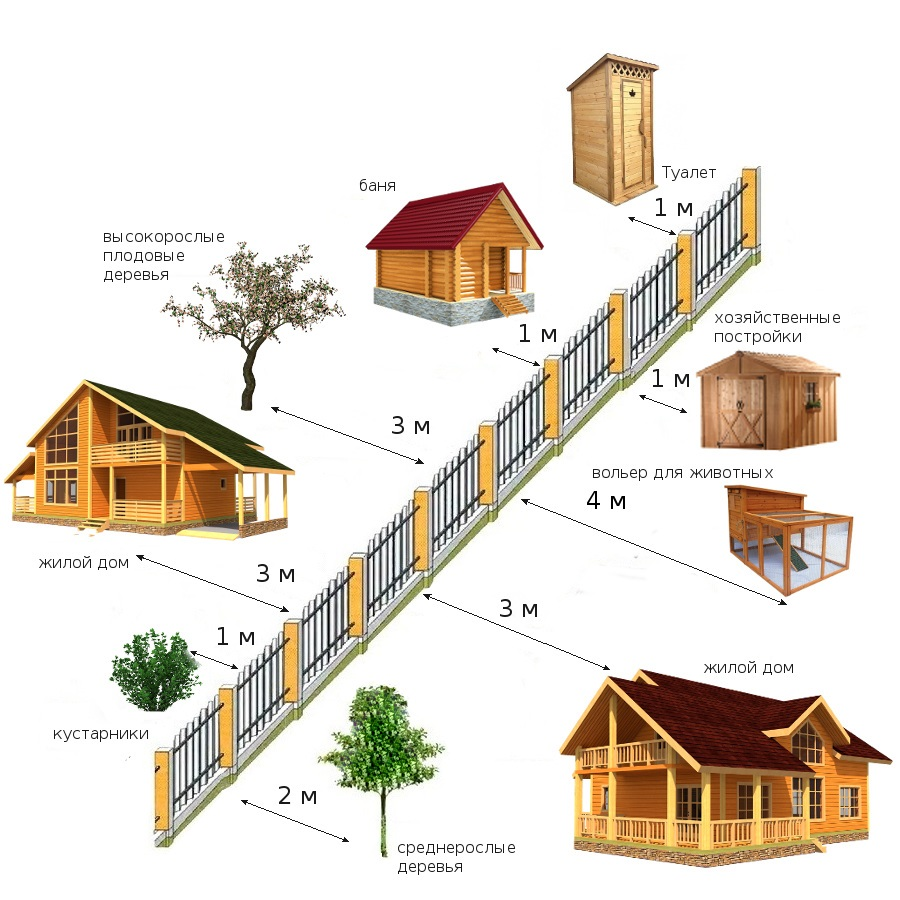 Туалет
1 м
баня
высокорослые
плодовые
деревья
1 м
хозяйственные
постройки
1 м
3 м
вольер для животных
4 м
жилой дом
3 м
3 м
1 м
жилой дом
кустарники
2 м
среднерослые
деревья